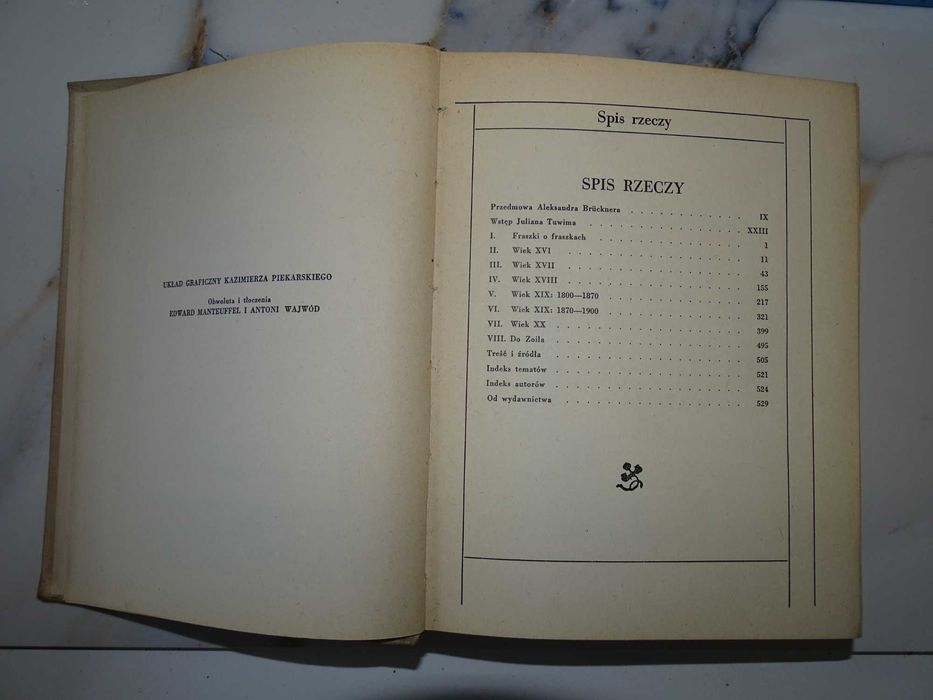 UKŁAD GRAFICZNY KAZIMIERZA PIEKARSKIEGO
Obwoluta i tłoczenia
EDWARD MANTEUFFEL I ANTONI WAJWÓD
Spis rzeczy
SPIS RZECZY
Przedmowa Aleksandra Brücknera . . . . . . . . . . . . IX
Wstęp Juliana Tuwima . . . . . . . . . . . . . . . . XXIII
I. Fraszki o fraszkach . . . . . . . . . . . . . . . 1
II. Wiek XVI . . . . . . . . . . . . . . . . . . . 11
III. Wiek XVII . . . . . . . . . . . . . . . . . . . 43
IV. Wiek XVIII . . . . . . . . . . . . . . . . . . 155
V. Wiek XIX: 1800—1870 . . . . . . . . . . . . . . 217
VI. Wiek XIX: 1870—1900 . . . . . . . . . . . . . . 321
VII. Wiek XX . . . . . . . . . . . . . . . . . . . 399
VIII. Do Zoila . . . . . . . . . . . . . . . . . . . 495
Treść i źródła . . . . . . . . . . . . . . . . . . . 505
Indeks tematów . . . . . . . . . . . . . . . . . . . 521
Indeks autorów . . . . . . . . . . . . . . . . . . . 524
Od wydawnictwa . . . . . . . . . . . . . . . . . . 529